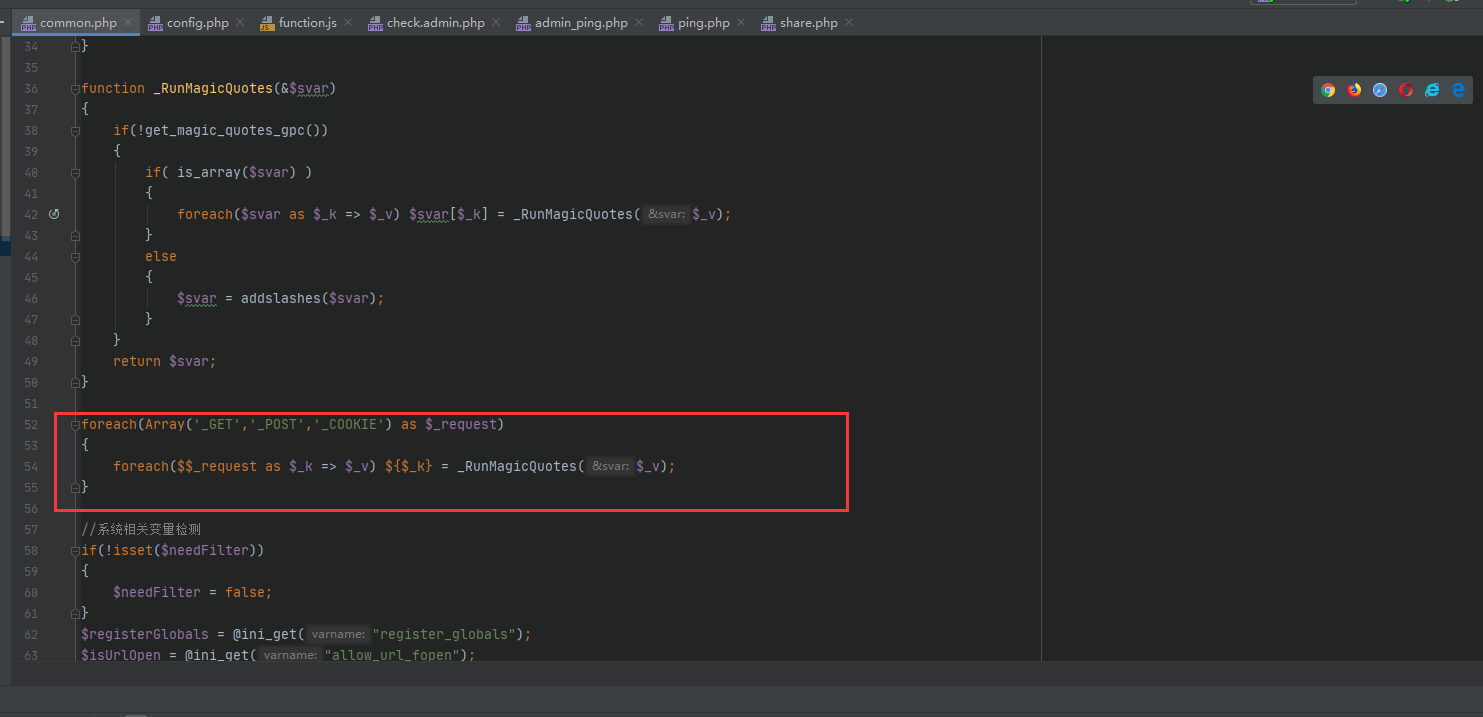 common.php config.php function.js check.admin.php admin_ping.php ping.php share.php
34 }
35
36 function _RunMagicQuotes(&$svar)
37 {
38 if(!get_magic_quotes_gpc())
39 {
40 if( is_array($svar) )
41 {
42 foreach($svar as $_k => $_v) $svar[$_k] = _RunMagicQuotes( &svar: $_v);
43 }
44 else
45 {
46 $svar = addslashes($svar);
47 }
48 }
49 return $svar;
50 }
51
52 foreach(Array('_GET','_POST','_COOKIE') as $_request)
53 {
54 foreach($$_request as $_k => $_v) ${$_k} = _RunMagicQuotes( &svar: $_v);
55 }
56
57 //系统相关变量检测
58 if(!isset($needFilter))
59 {
60 $needFilter = false;
61 }
62 $registerGlobals = @ini_get( varname: "register_globals");
63 $isUrlOpen = @ini_get( varname: "allow_url_fopen");